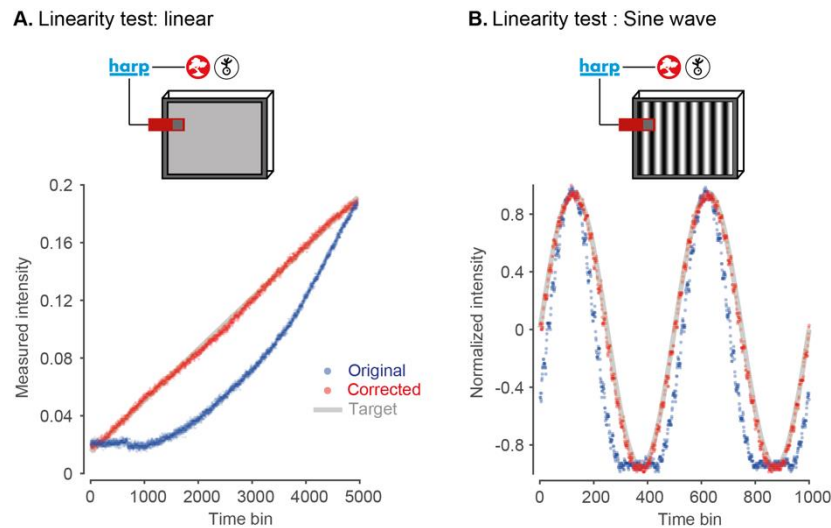 A. Linearity test: linear
harp
0.2
0.16
0.12
0.08
0.04
0
Measured intensity
Original
Corrected
Target
0 1000 2000 3000 4000 5000
Time bin
B. Linearity test : Sine wave
harp
0.8
0.4
0
-0.4
-0.8
Normalized intensity
0 200 400 600 800 1000
Time bin